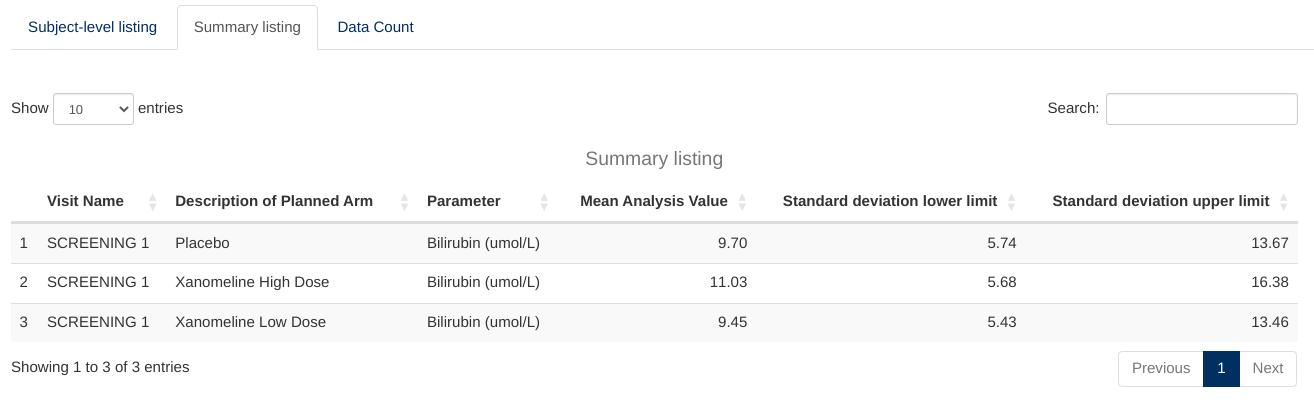 Subject-level listing Summary listing Data Count
Show 10 entries Search:
Summary listing
Visit Name Description of Planned Arm Parameter Mean Analysis Value Standard deviation lower limit Standard deviation upper limit
1 SCREENING 1 Placebo Bilirubin (umol/L) 9.70 5.74 13.67
2 SCREENING 1 Xanomeline High Dose Bilirubin (umol/L) 11.03 5.68 16.38
3 SCREENING 1 Xanomeline Low Dose Bilirubin (umol/L) 9.45 5.43 13.46
Showing 1 to 3 of 3 entries Previous 1 Next